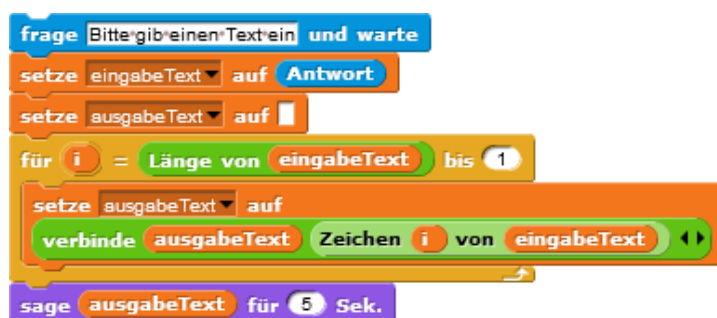 frage Bitte gib einen Text ein und warte
setze eingabeText auf Antwort
setze ausgabeText auf
für i = Länge von eingabeText bis 1
setze ausgabeText auf
verbinde ausgabeText Zeichen i von eingabeText
sage ausgabeText für 5 Sek.